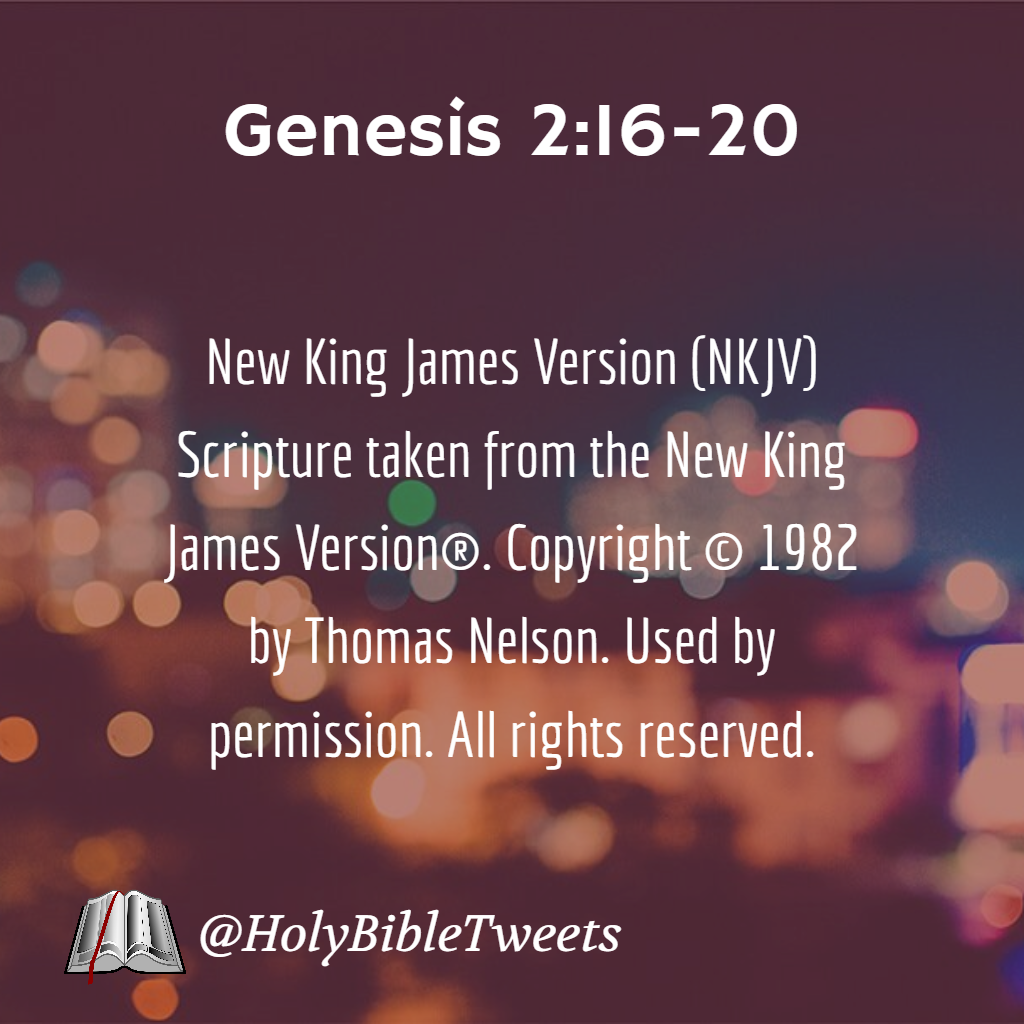 Genesis 2:16-20
New King James Version (NKJV)
Scripture taken from the New King
James Version®. Copyright © 1982
by Thomas Nelson. Used by
permission. All rights reserved.
@HolyBibleTweets